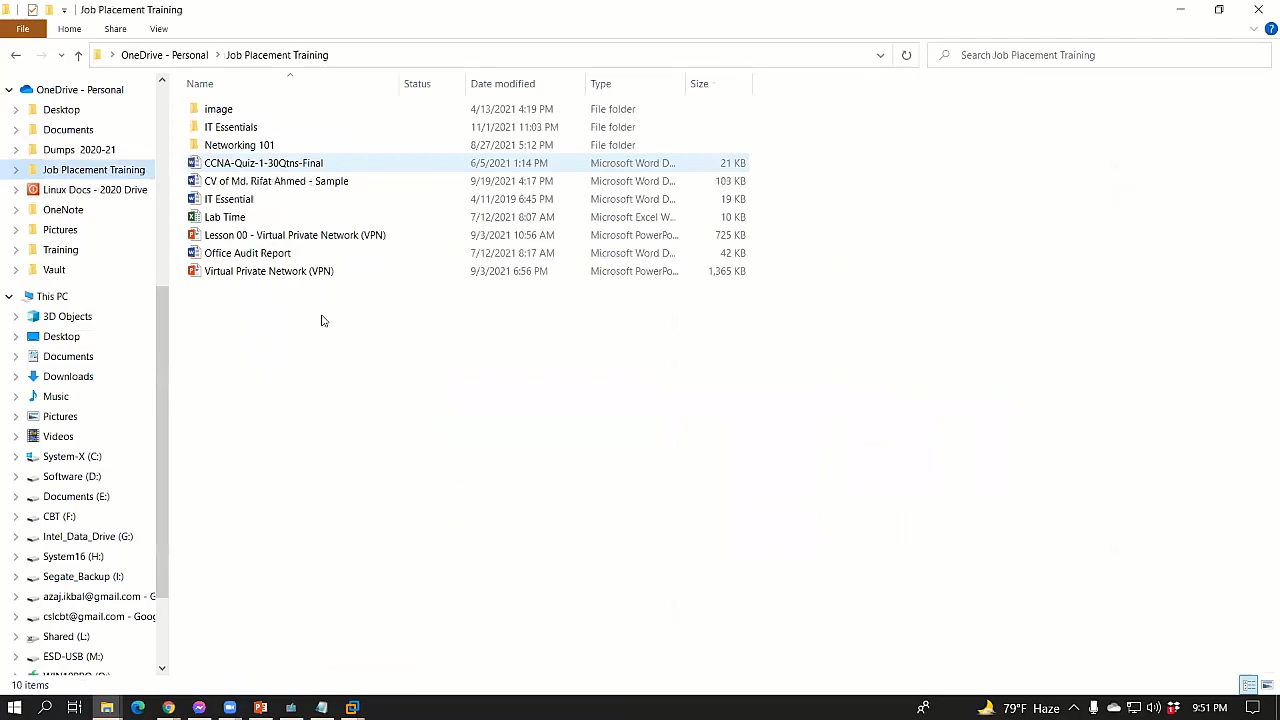 Job Placement Training
File Home Share View
OneDrive - Personal Job Placement Training Search Job Placement Training
Name Status Date modified Type Size
image 4/13/2021 4:19 PM File folder
IT Essentials 11/1/2021 11:03 PM File folder
Networking 101 8/27/2021 5:12 PM File folder
CCNA-Quiz-1-30Qtns-Final 6/5/2021 1:14 PM Microsoft Word D... 21 KB
CV of Md. Rifat Ahmed - Sample 9/19/2021 4:17 PM Microsoft Word D... 103 KB
IT Essential 4/11/2019 6:45 PM Microsoft Word D... 19 KB
Lab Time 7/12/2021 8:07 AM Microsoft Excel W... 10 KB
Lesson 00 - Virtual Private Network (VPN) 9/3/2021 10:56 AM Microsoft PowerPo... 725 KB
Office Audit Report 7/12/2021 8:17 AM Microsoft Word D... 42 KB
Virtual Private Network (VPN) 9/3/2021 6:56 PM Microsoft PowerPo... 1,365 KB
OneDrive - Personal
Desktop
Documents
Dumps 2020-21
Job Placement Training
Linux Docs - 2020 Drive
OneNote
Pictures
Training
Vault
This PC
3D Objects
Desktop
Documents
Downloads
Music
Pictures
Videos
System-X (C:)
Software (D:)
Documents (E:)
CBT (F:)
Intel_Data_Drive (G:)
System16 (H:)
Segate_Backup (I:)
azaj.ikbal@gmail.com - G
cslcbt@gmail.com - Goog
Shared (L:)
ESD-USB (M:)
10 items
79°F Haze 9:51 PM